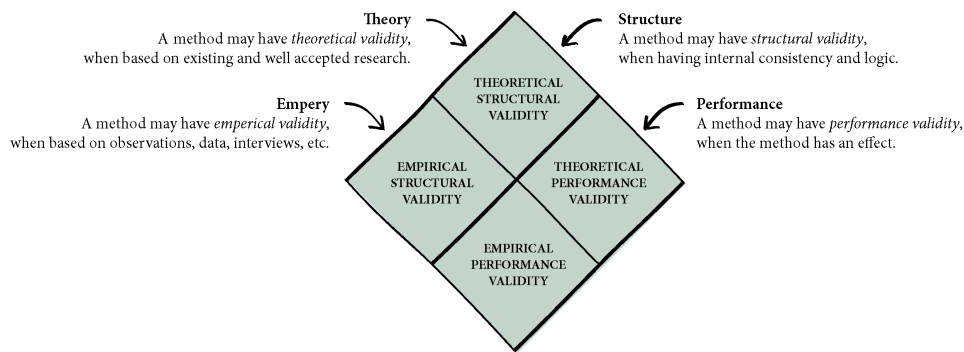 Theory
A method may have theoretical validity,
when based on existing and well accepted research.
Structure
A method may have structural validity,
when having internal consistency and logic.
Empery
A method may have emperical validity,
when based on observations, data, interviews, etc.
Performance
A method may have performance validity,
when the method has an effect.
THEORETICAL
STRUCTURAL
VALIDITY
EMPIRICAL
STRUCTURAL
VALIDITY
THEORETICAL
PERFORMANCE
VALIDITY
EMPIRICAL
PERFORMANCE
VALIDITY